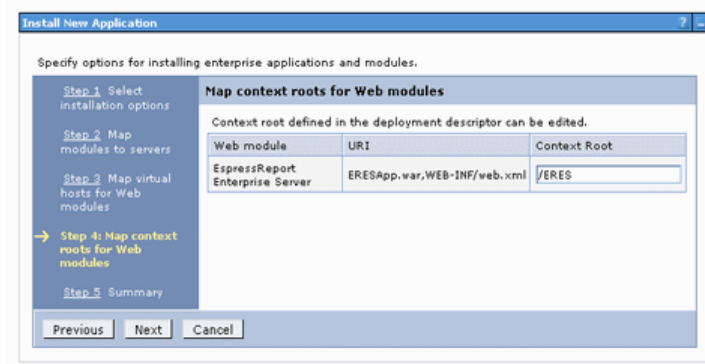 Install New Application ? –
Specify options for installing enterprise applications and modules.
Step 1 Select
installation options
Step 2 Map
modules to servers
Step 3 Map virtual
hosts for Web
modules
→ Step 4: Map context
roots for Web
modules
Step 5 Summary
Map context roots for Web modules
Context root defined in the deployment descriptor can be edited.
Web module URI Context Root
EspressReport
Enterprise Server ERESApp.war,WEB-INF/web.xml /ERES
Previous Next Cancel